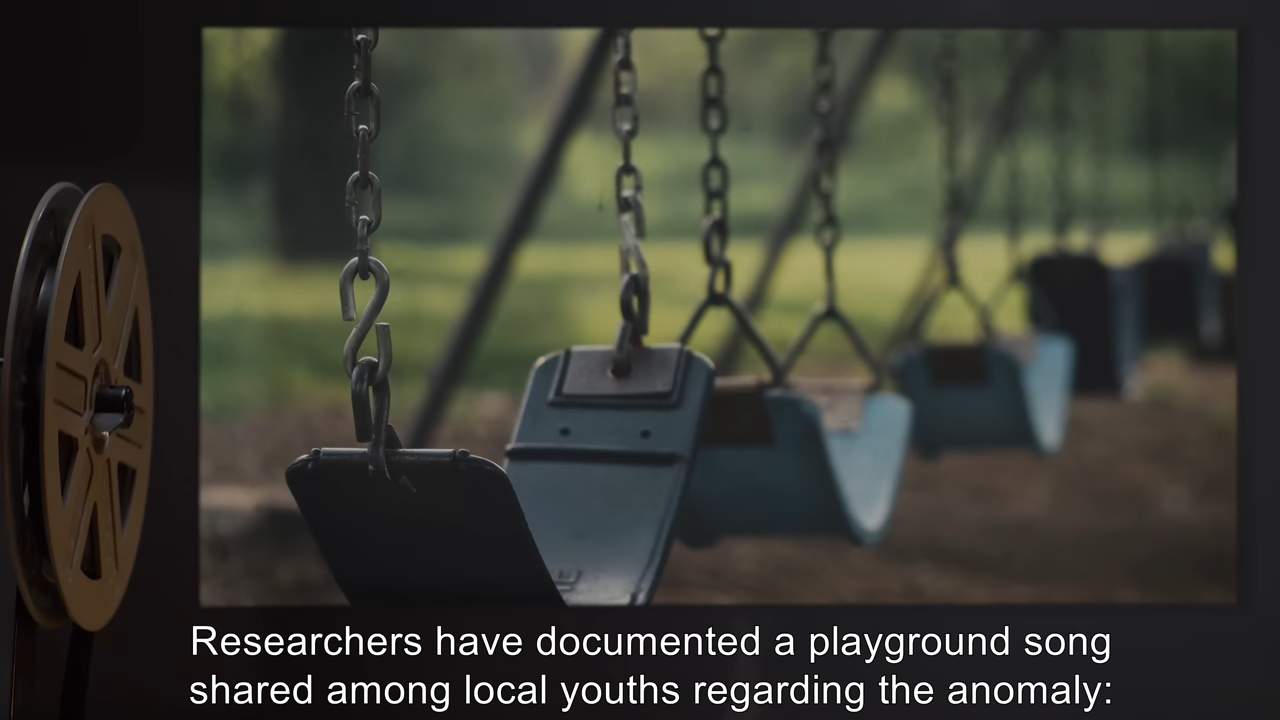 Researchers have documented a playground song
shared among local youths regarding the anomaly: